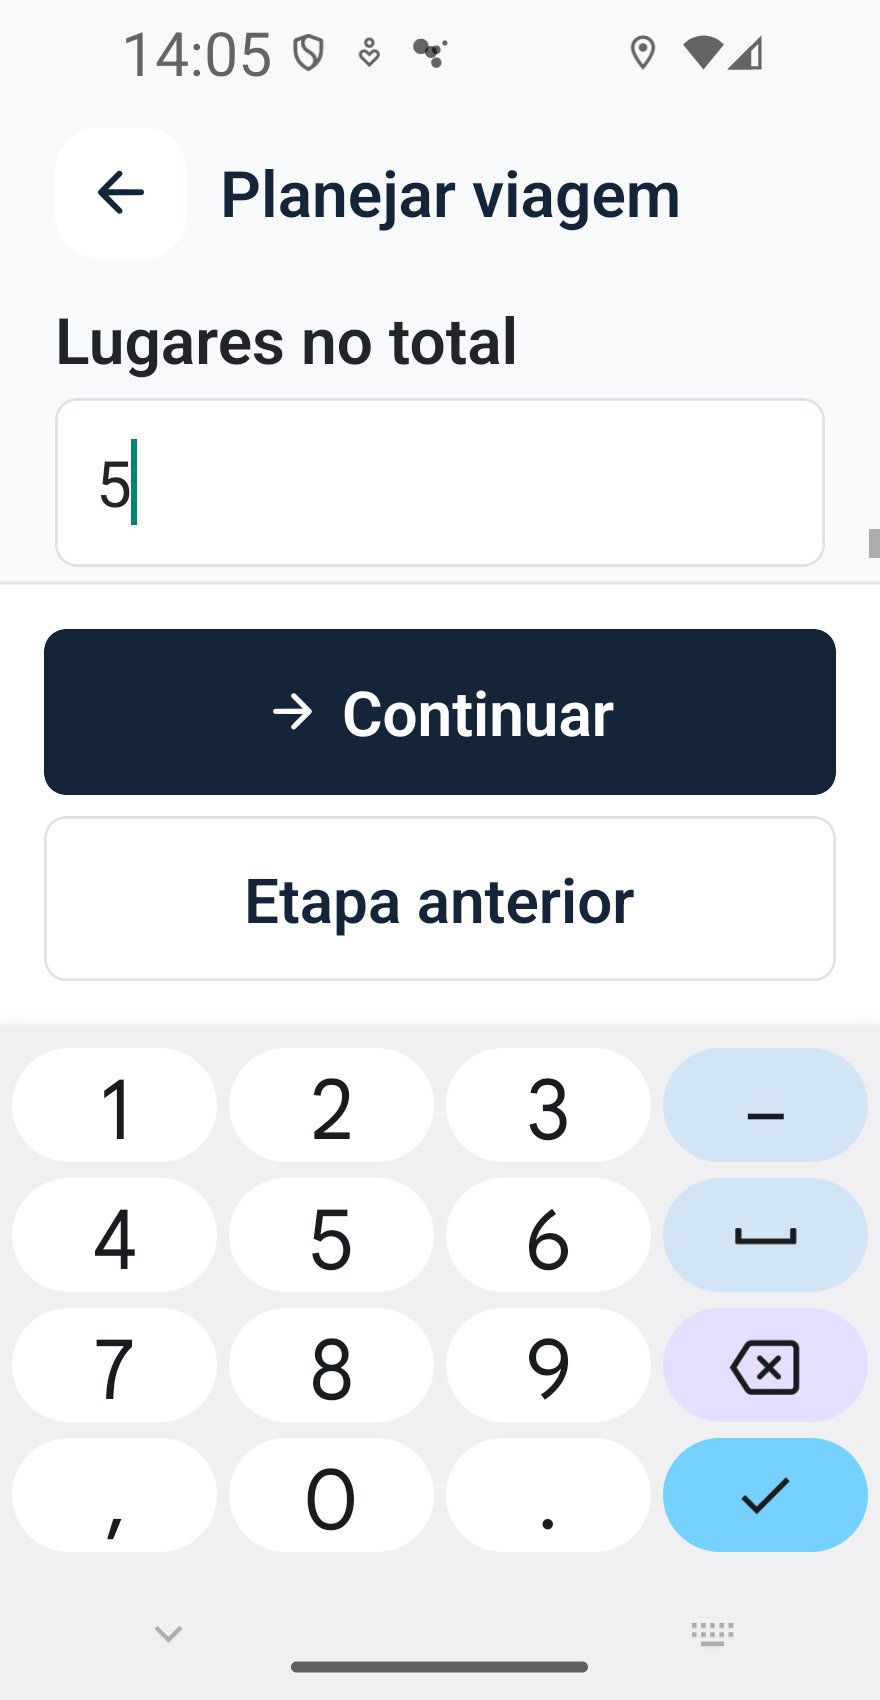 14:05
Planejar viagem
Lugares no total
5
Continuar
Etapa anterior
1 2 3 –
4 5 6
7 8 9
, 0 .